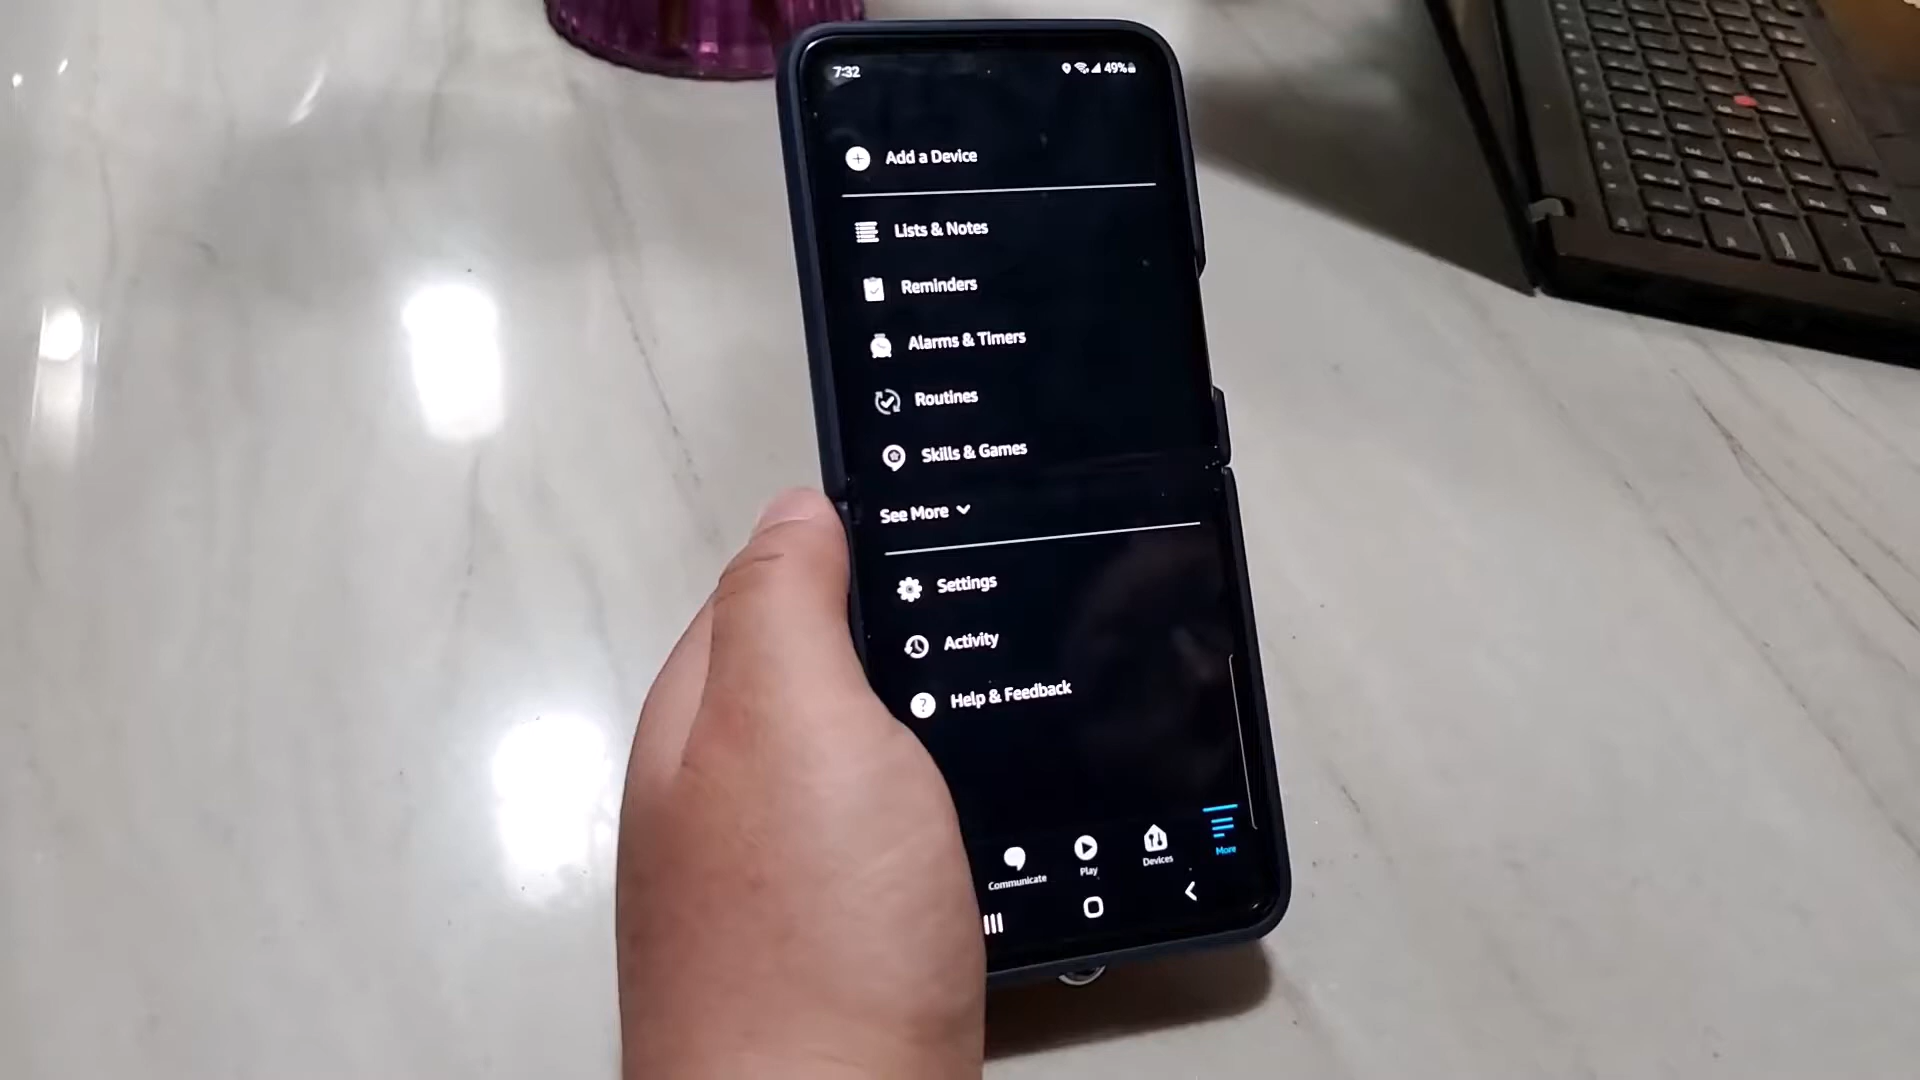 7:32
49%
Add a Device
Lists & Notes
Reminders
Alarms & Timers
Routines
Skills & Games
See More
Settings
Activity
Help & Feedback
Communicate
Play
Devices
More